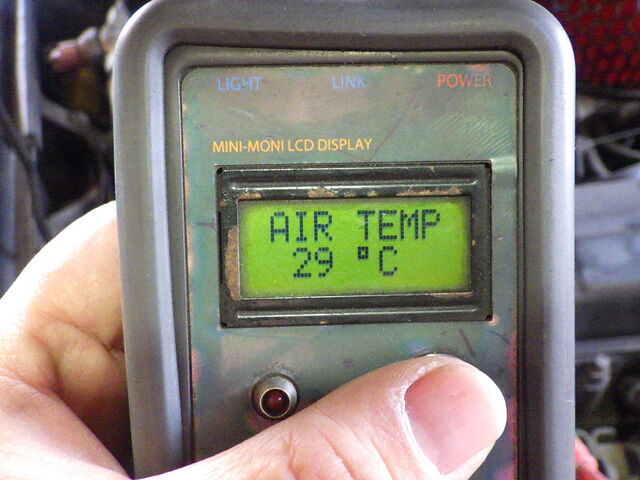 LIGHT LINK POWER
MINI-MONI LCD DISPLAY
AIR TEMP
29 °C